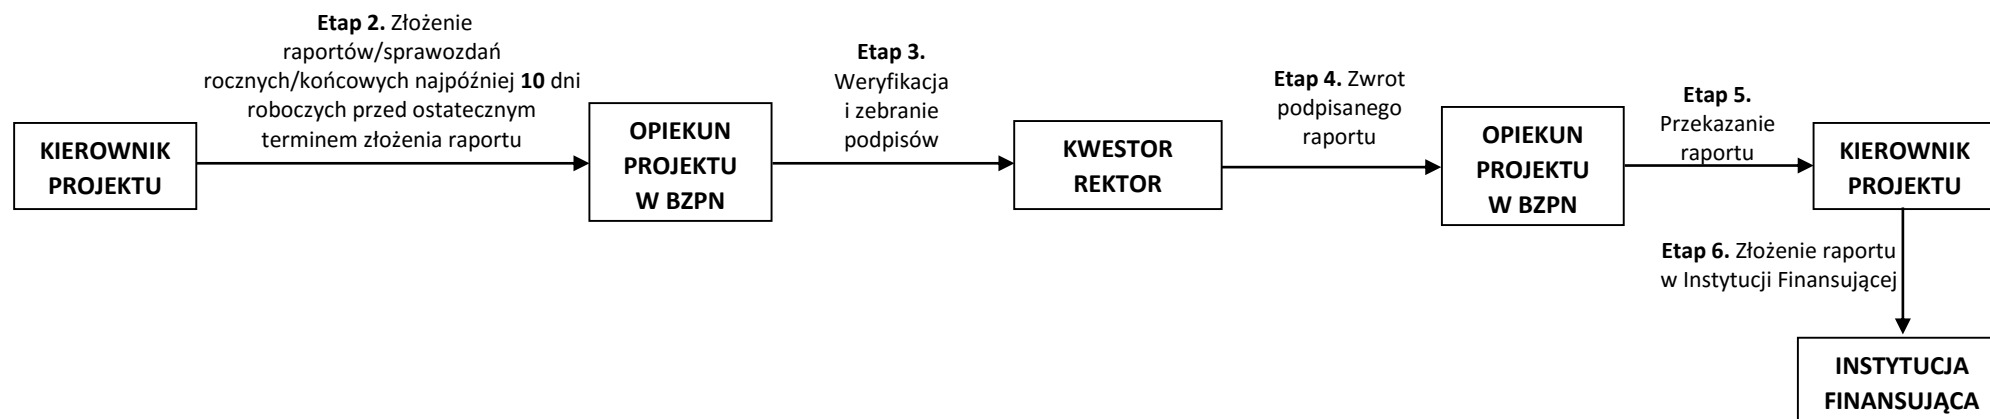 Etap 2. Złożenie
raportów/sprawozdań
rocznych/końcowych najpóźniej 10 dni
roboczych przed ostatecznym
terminem złożenia raportu
KIEROWNIK
PROJEKTU
OPIEKUN
PROJEKTU
W BZPN
Etap 3.
Weryfikacja
i zebranie
podpisów
KWESTOR
REKTOR
Etap 4. Zwrot
podpisanego
raportu
OPIEKUN
PROJEKTU
W BZPN
Etap 5.
Przekazanie
raportu
KIEROWNIK
PROJEKTU
Etap 6. Złożenie raportu
w Instytucji Finansującej
INSTYTUCJA
FINANSUJĄCA